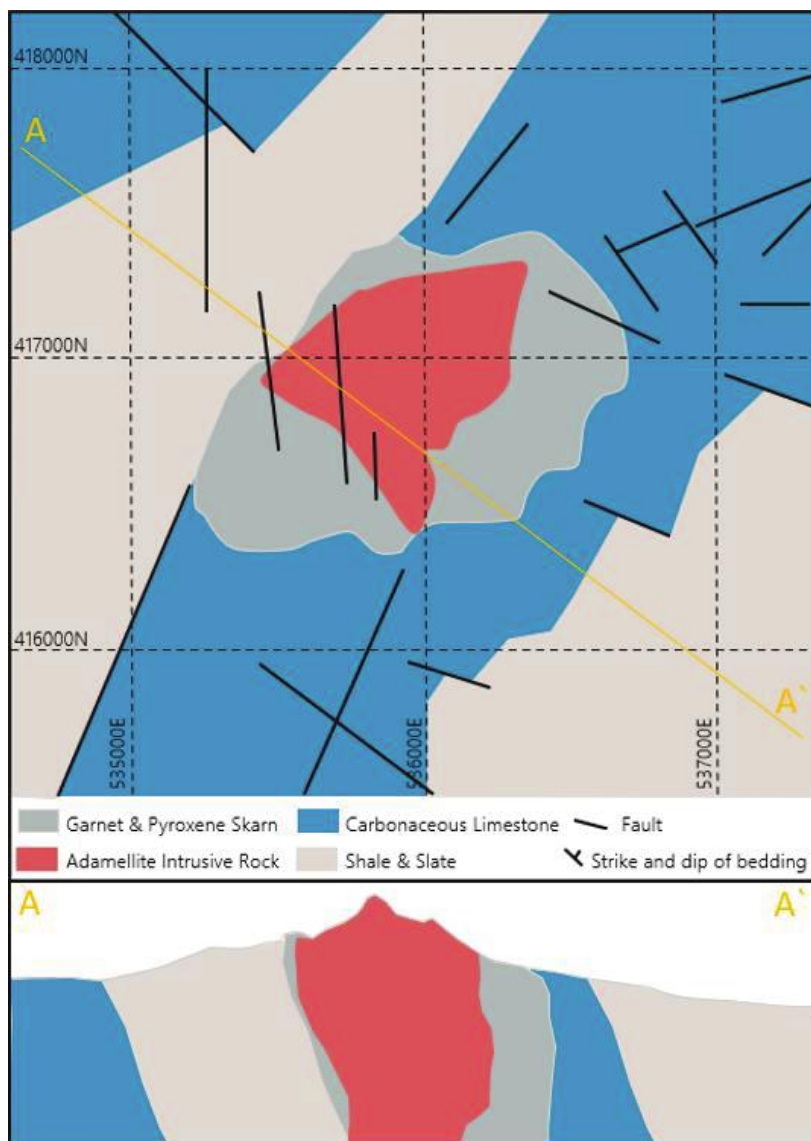 418000N
A
417000N
416000N
535000E
536000E
537000E
A`
Garnet & Pyroxene Skarn
Carbonaceous Limestone
Fault
Adamellite Intrusive Rock
Shale & Slate
Strike and dip of bedding
A
A`